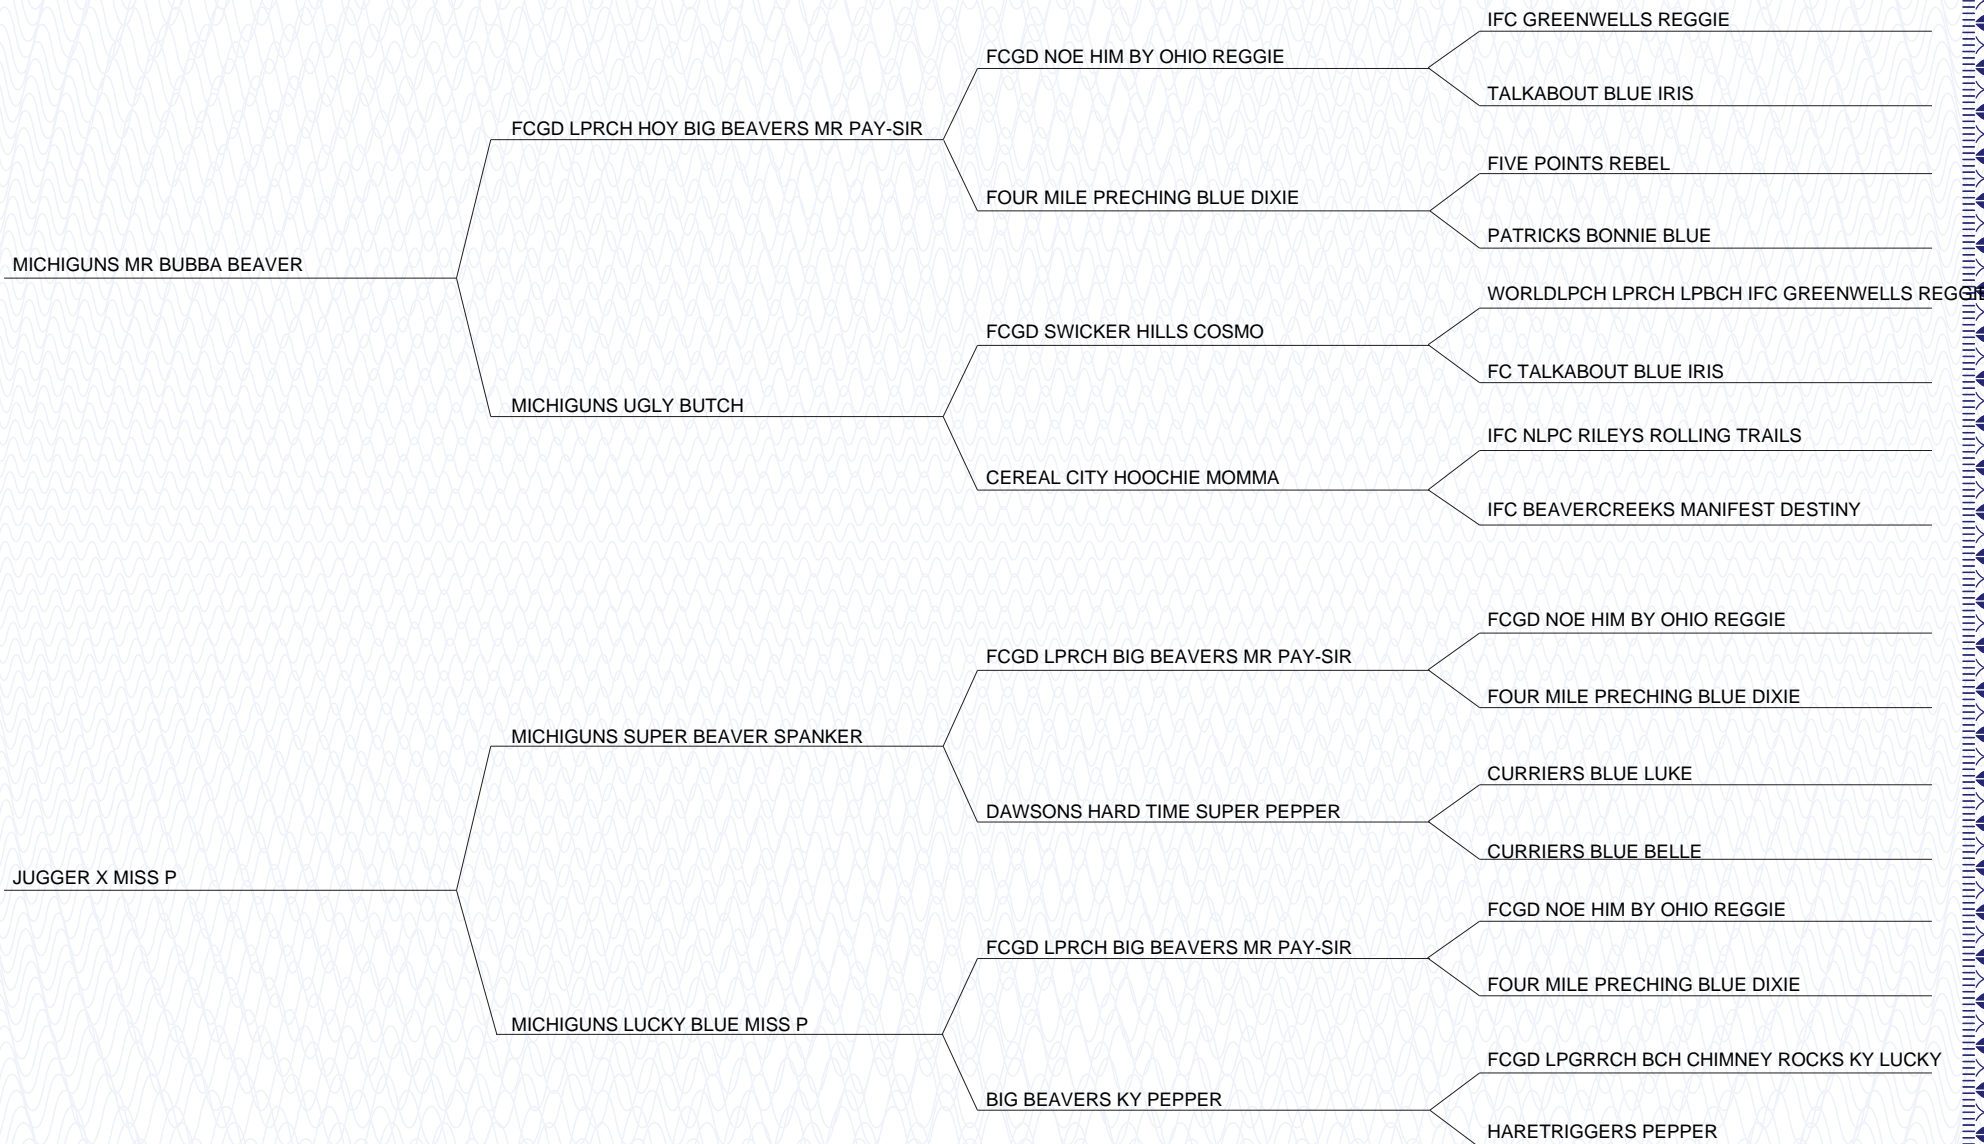 IFC GREENWELLS REGGIE
FCGD NOE HIM BY OHIO REGGIE
TALKABOUT BLUE IRIS
FCGD LPRCH HOY BIG BEAVERS MR PAY-SIR
FIVE POINTS REBEL
FOUR MILE PRECHING BLUE DIXIE
PATRICKS BONNIE BLUE
MICHIGUNS MR BUBBA BEAVER
WORLDLPCH LPRCH LPBCH IFC GREENWELLS REGGIE
FCGD SWICKER HILLS COSMO
FC TALKABOUT BLUE IRIS
MICHIGUNS UGLY BUTCH
IFC NLPC RILEYS ROLLING TRAILS
CEREAL CITY HOOCHIE MOMMA
IFC BEAVERCREEKS MANIFEST DESTINY
FCGD NOE HIM BY OHIO REGGIE
FCGD LPRCH BIG BEAVERS MR PAY-SIR
FOUR MILE PRECHING BLUE DIXIE
MICHIGUNS SUPER BEAVER SPANKER
CURRIERS BLUE LUKE
DAWSONS HARD TIME SUPER PEPPER
CURRIERS BLUE BELLE
JUGGER X MISS P
FCGD NOE HIM BY OHIO REGGIE
FCGD LPRCH BIG BEAVERS MR PAY-SIR
FOUR MILE PRECHING BLUE DIXIE
MICHIGUNS LUCKY BLUE MISS P
FCGD LPGRRCH BCH CHIMNEY ROCKS KY LUCKY
BIG BEAVERS KY PEPPER
HARETRIGGERS PEPPER